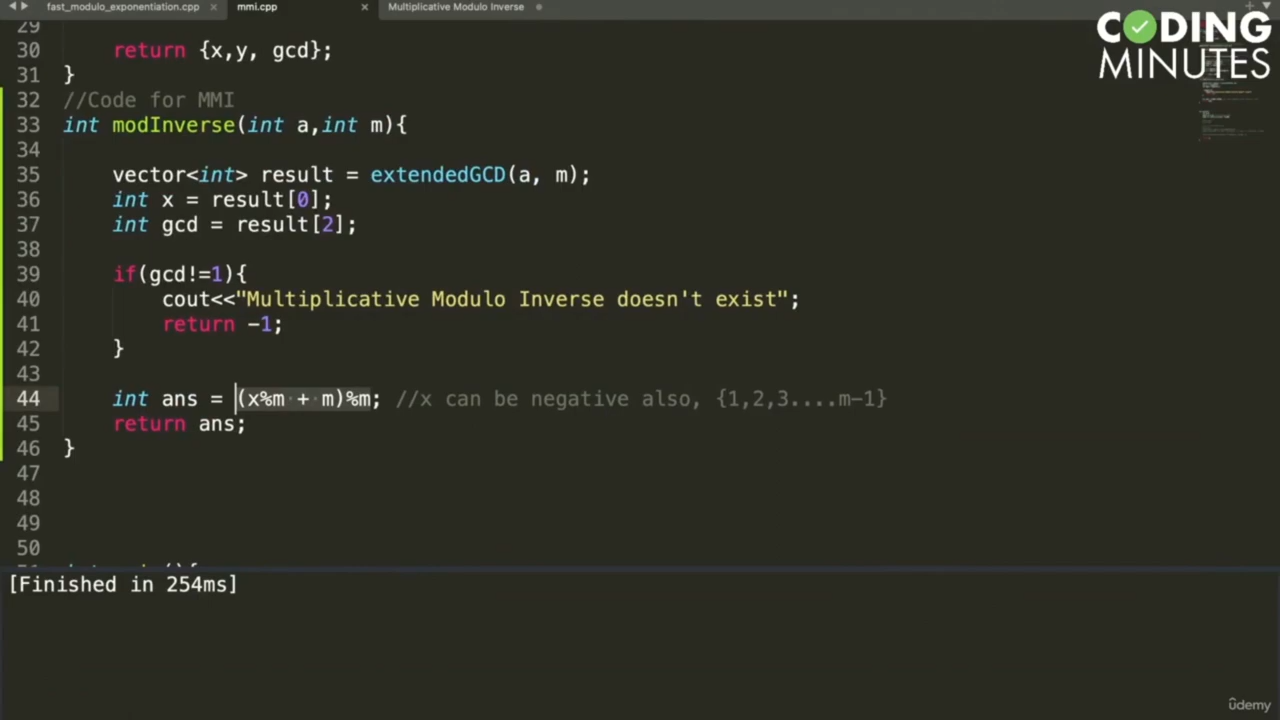 fast_modulo_exponentiation.cpp × mmi.cpp × Multiplicative Modulo Inverse
CODING
MINUTES
29
30 return {x,y, gcd};
31 }
32 //Code for MMI
33 int modInverse(int a,int m){
34
35 vector<int> result = extendedGCD(a, m);
36 int x = result[0];
37 int gcd = result[2];
38
39 if(gcd!=1){
40 cout<<"Multiplicative Modulo Inverse doesn't exist";
41 return -1;
42 }
43
44 int ans = (x%m + m)%m; //x can be negative also, {1,2,3....m-1}
45 return ans;
46 }
47
48
49
50
[Finished in 254ms]
ûdemy